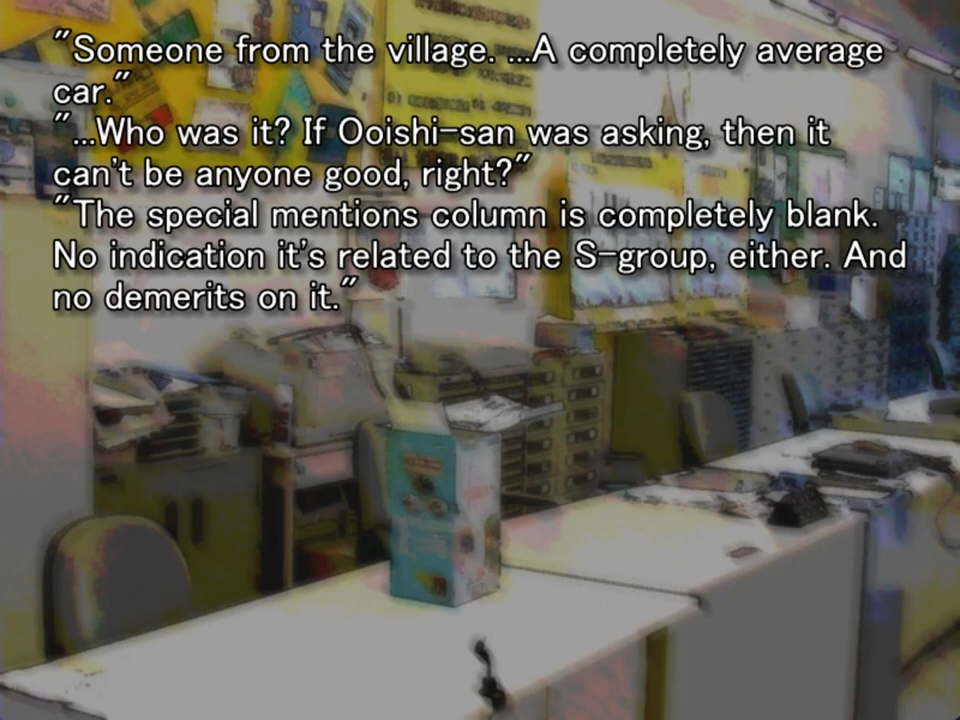 "Someone from the village. ...A completely average
car."
"...Who was it? If Ooishi-san was asking, then it
can't be anyone good, right?"
"The special mentions column is completely blank.
No indication it's related to the S-group, either. And
no demerits on it."